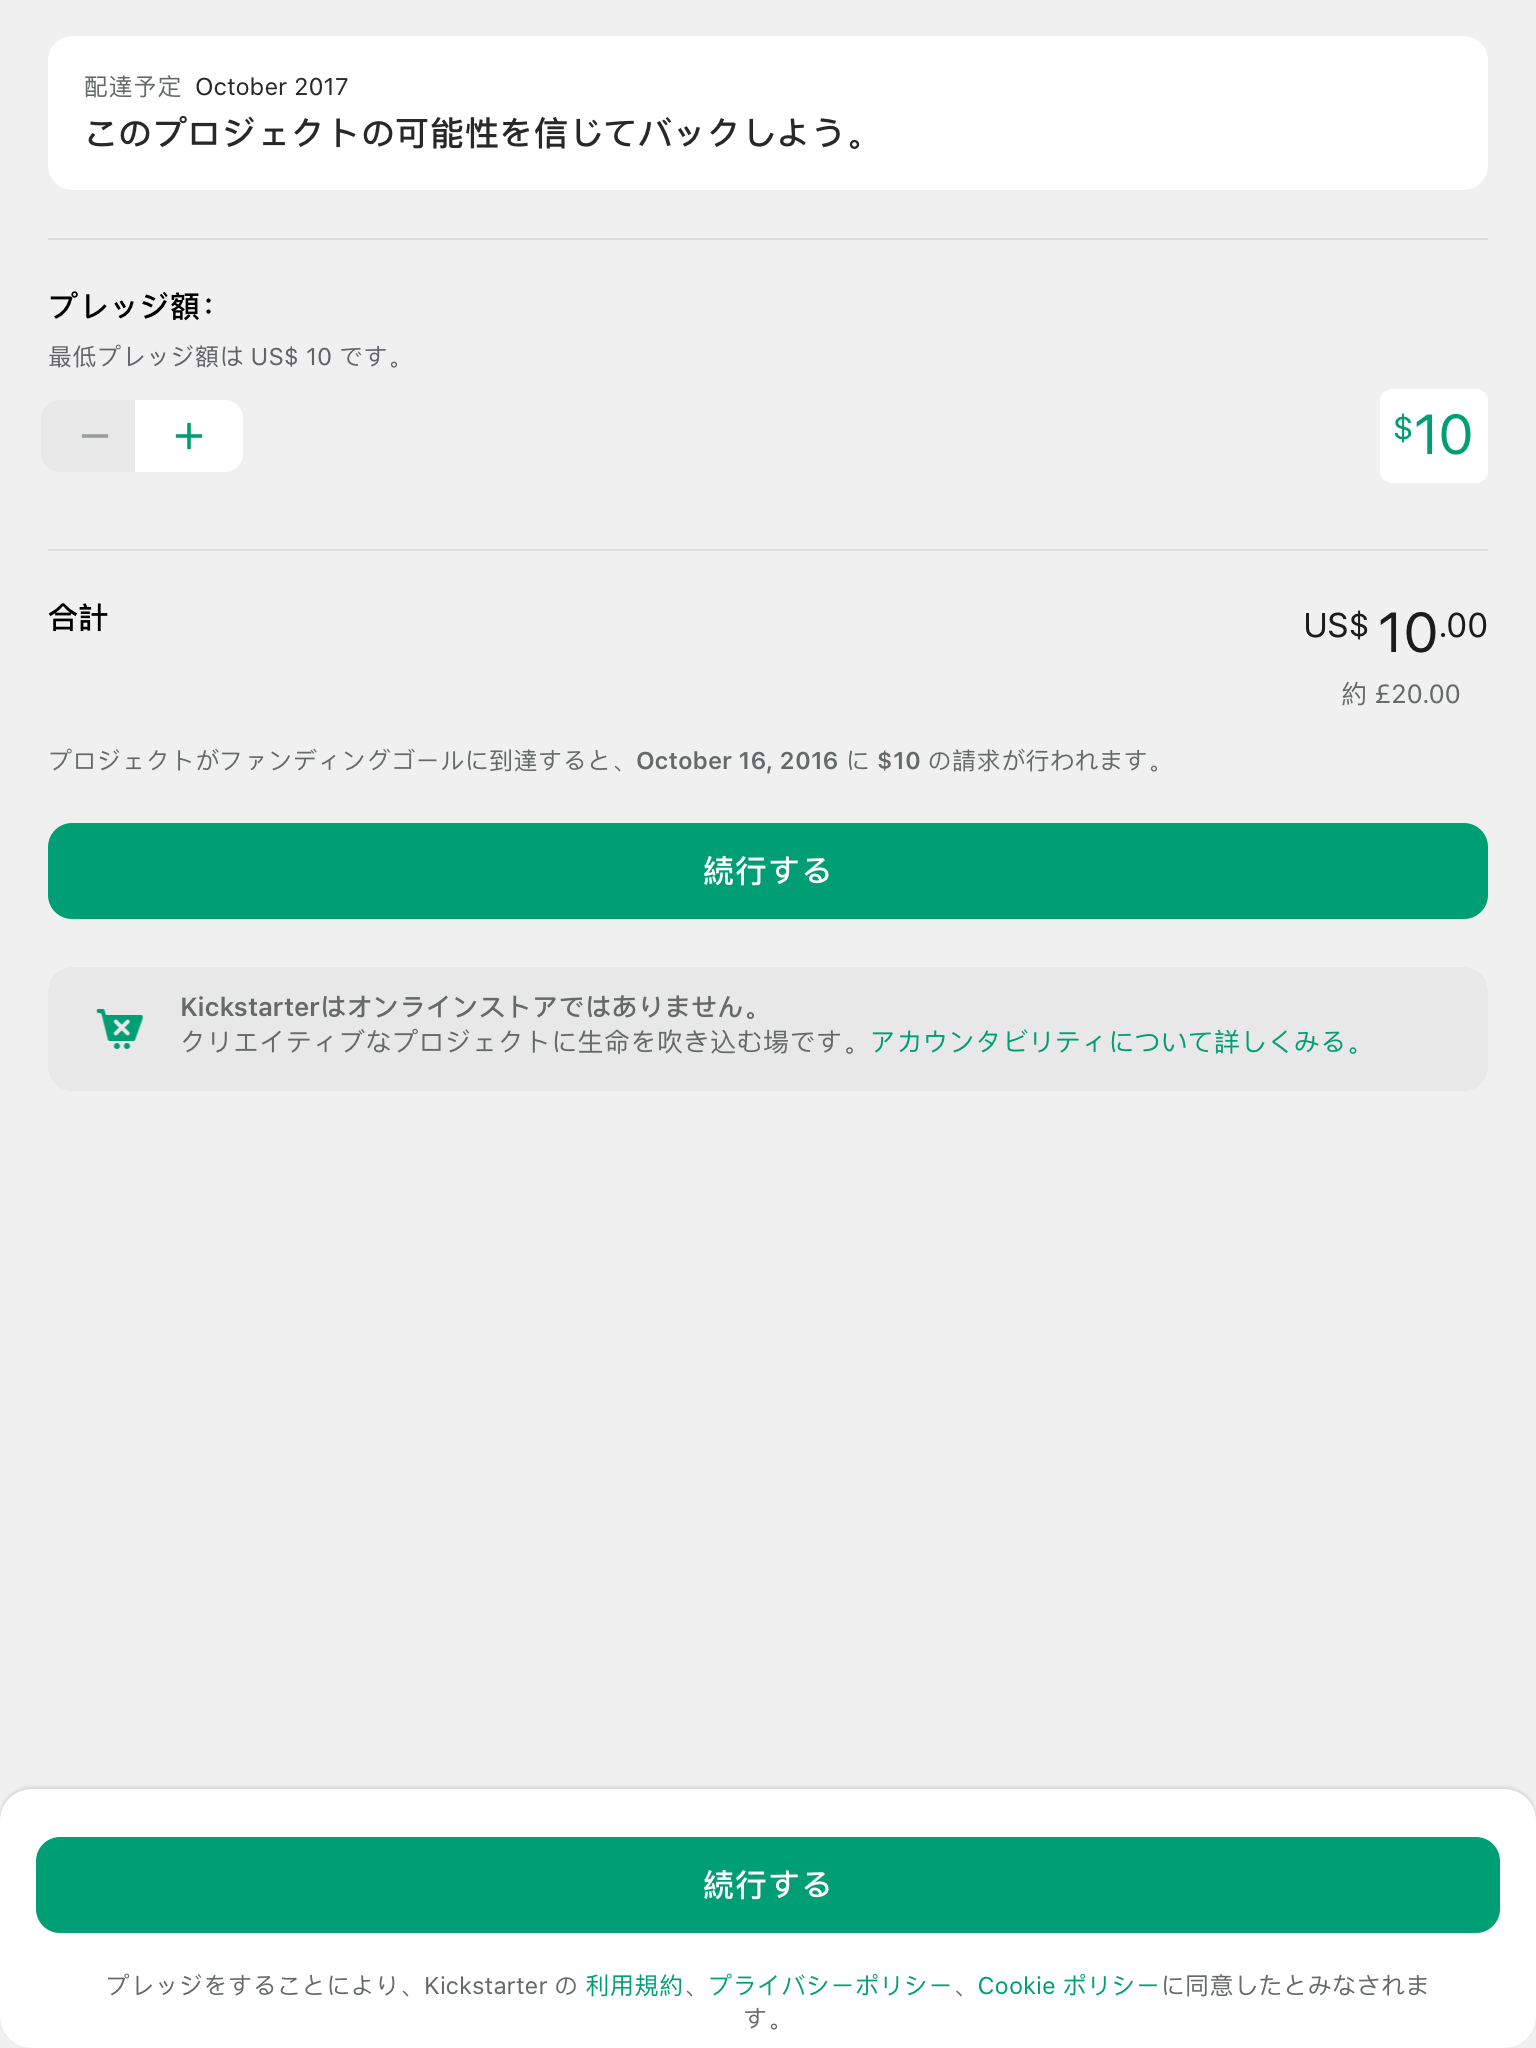 配達予定 October 2017
このプロジェクトの可能性を信じてバックしよう。
プレッジ額：
最低プレッジ額は US$ 10 です。
− +
$10
合計
US$ 10.00
約 £20.00
プロジェクトがファンディングゴールに到達すると、October 16, 2016 に $10 の請求が行われます。
続行する
Kickstarterはオンラインストアではありません。
クリエイティブなプロジェクトに生命を吹き込む場です。アカウンタビリティについて詳しくみる。
続行する
プレッジをすることにより、Kickstarter の 利用規約、プライバシーポリシー、Cookie ポリシーに同意したとみなされま
す。